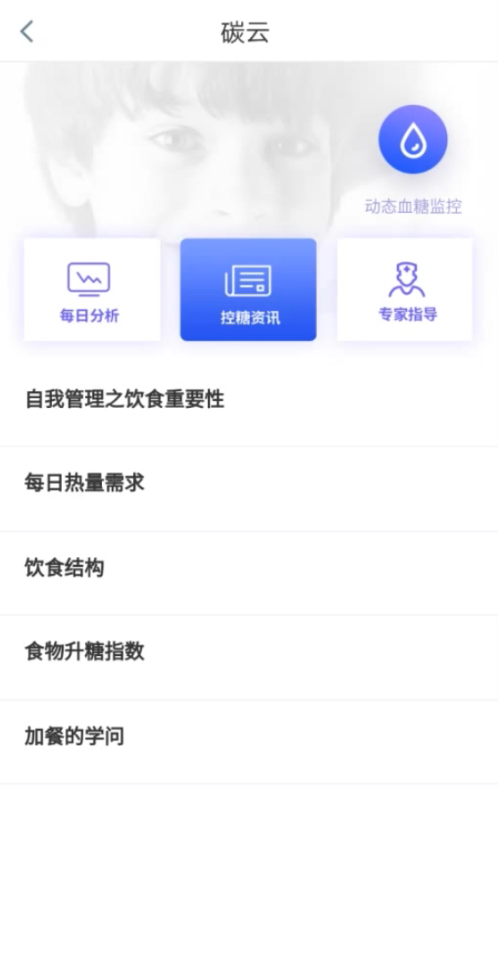 碳云
动态血糖监控
每日分析
控糖资讯
专家指导
自我管理之饮食重要性
每日热量需求
饮食结构
食物升糖指数
加餐的学问